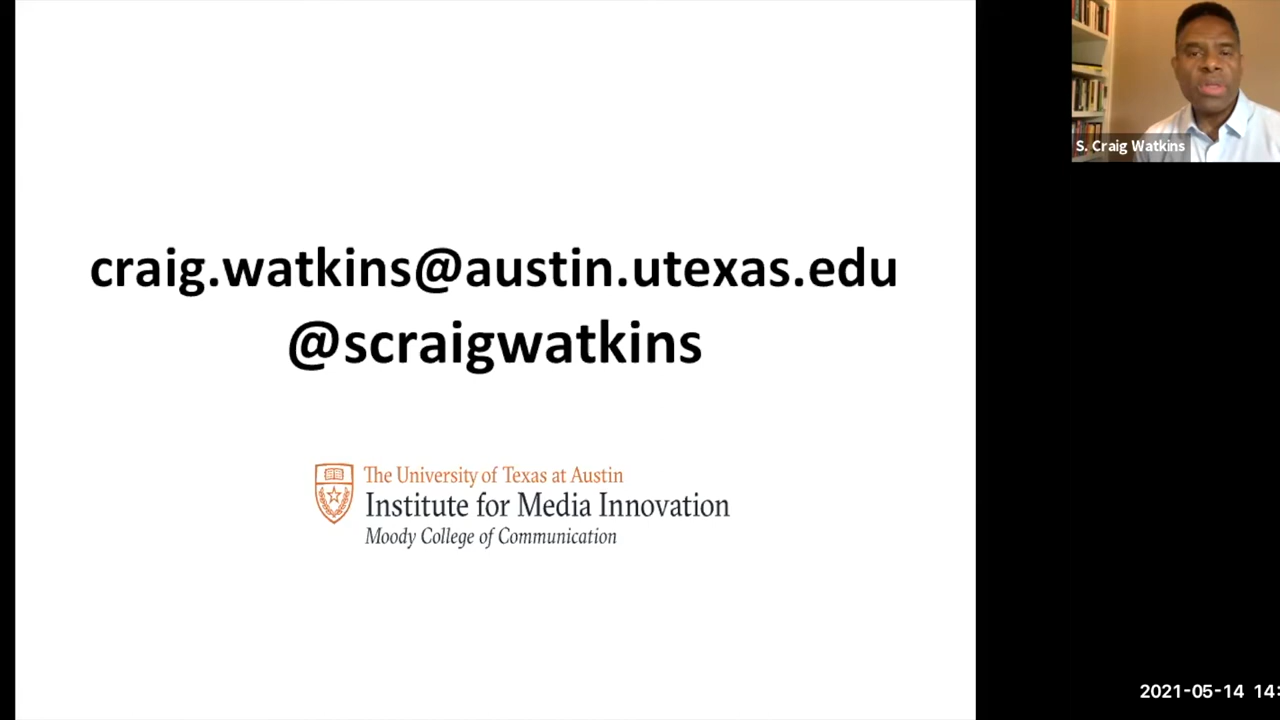 craig.watkins@austin.utexas.edu
@scraigwatkins
The University of Texas at Austin
Institute for Media Innovation
Moody College of Communication
S. Craig Watkins
2021-05-14 14: